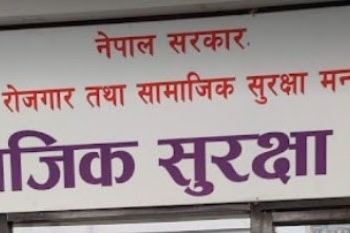 नेपाल सरकार
रोजगार तथा सामाजिक सुरक्षा
सुरक्षा